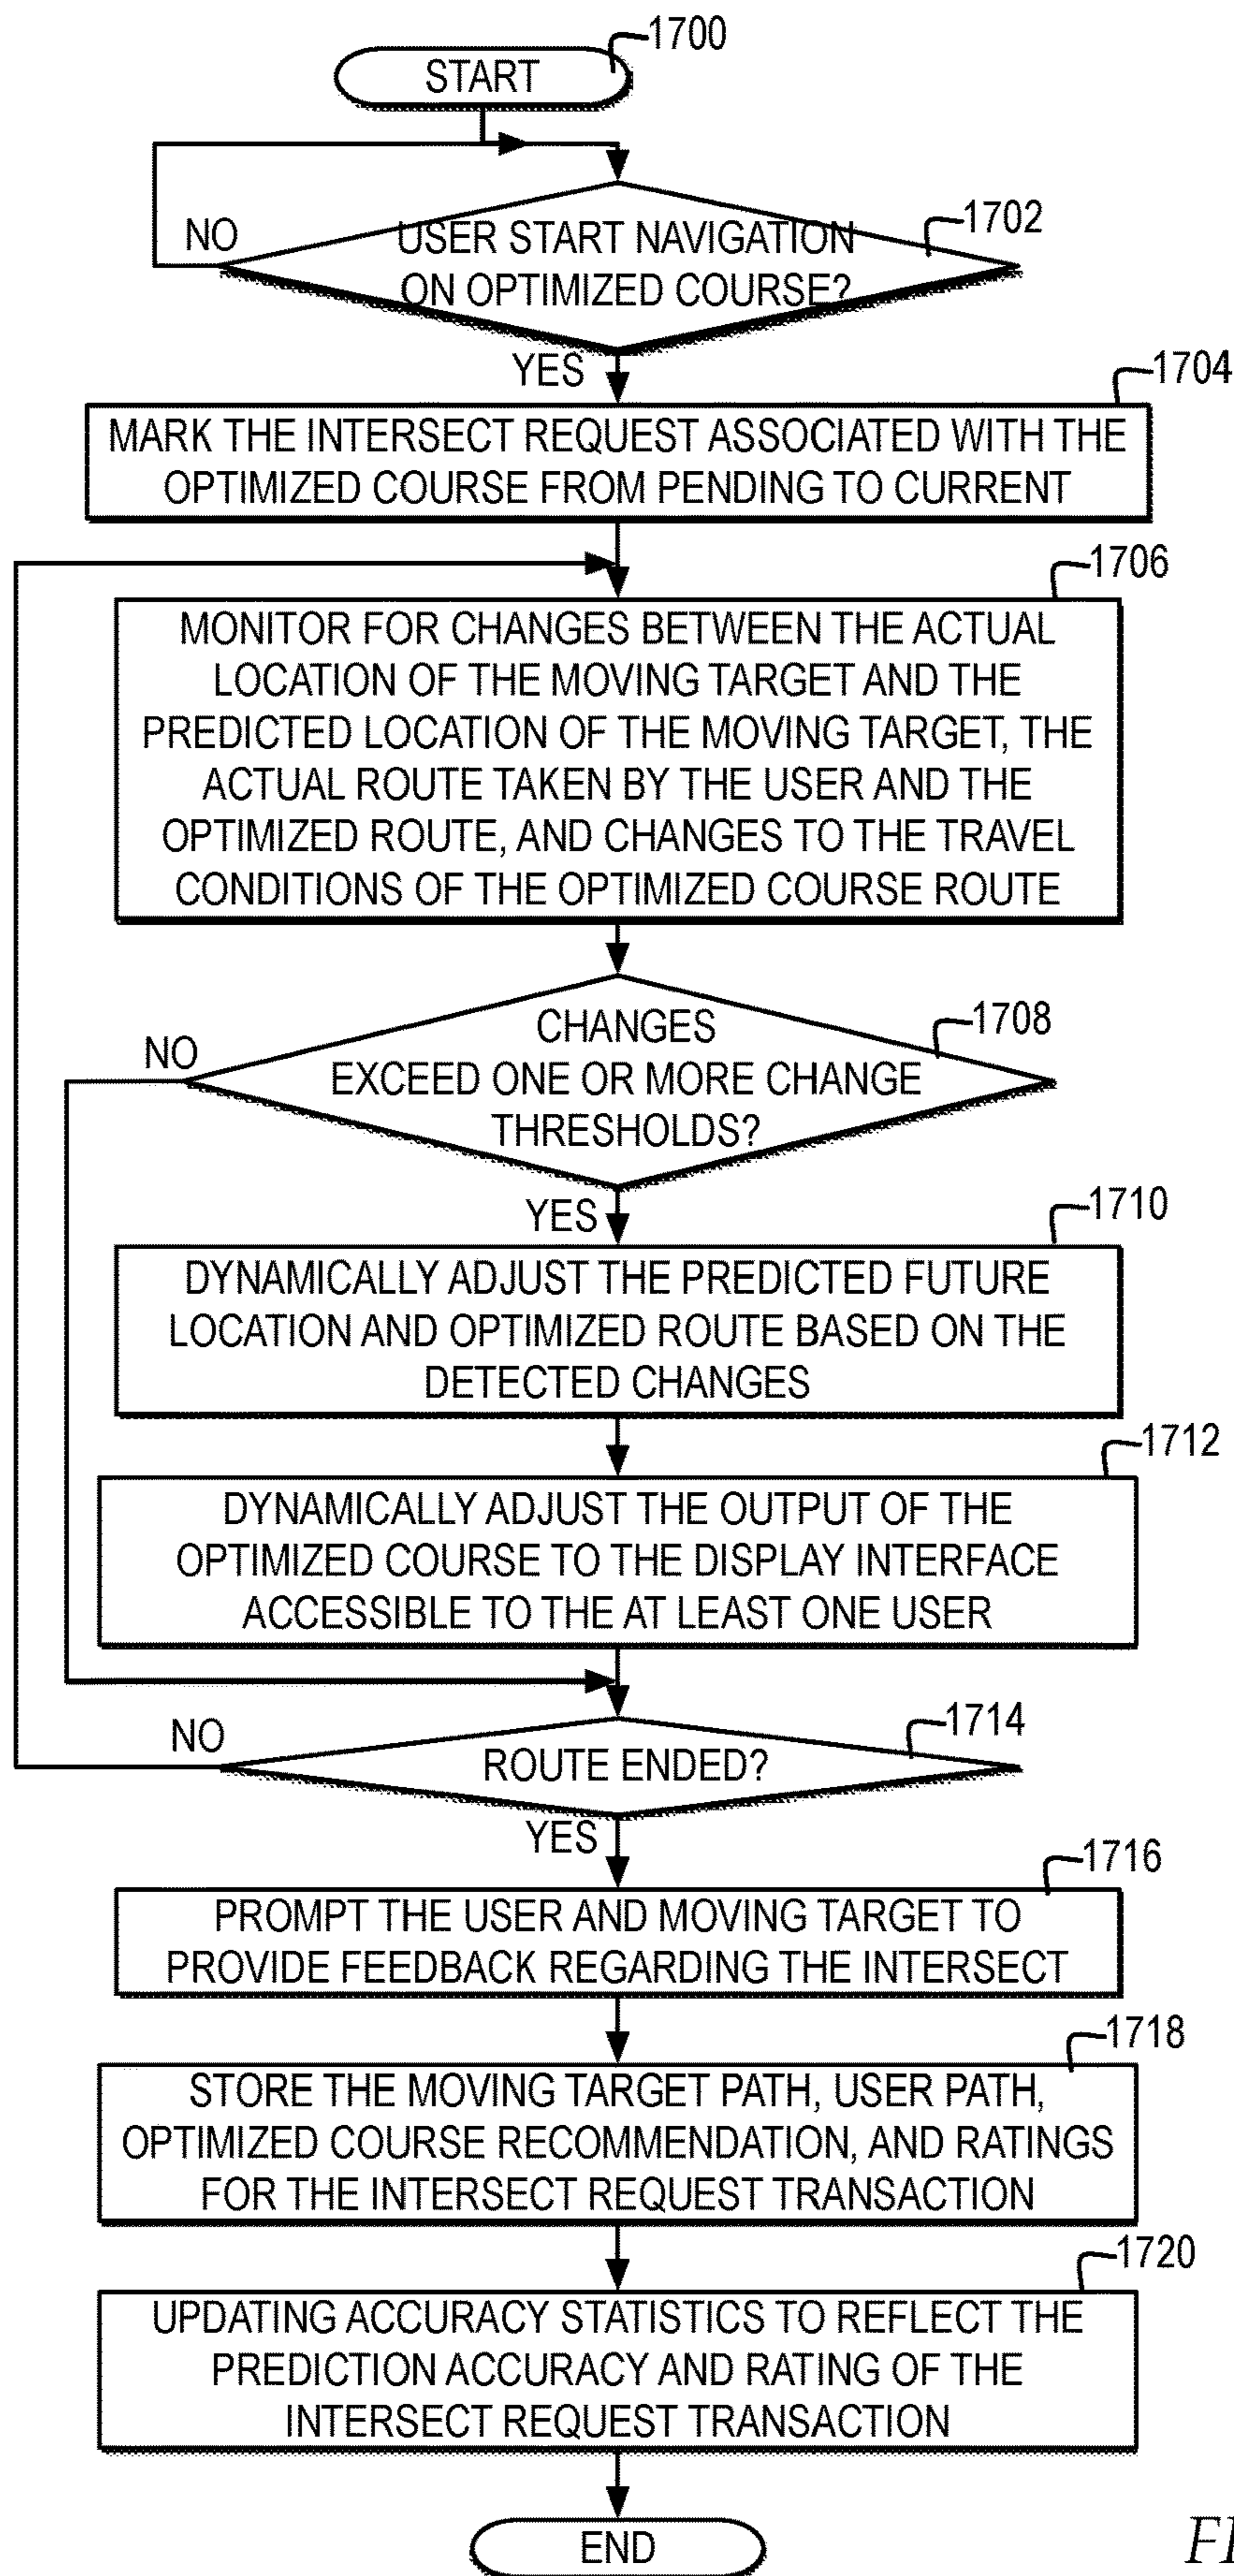 1700
START
1702
NO
USER START NAVIGATION
ON OPTIMIZED COURSE?
YES
1704
MARK THE INTERSECT REQUEST ASSOCIATED WITH THE
OPTIMIZED COURSE FROM PENDING TO CURRENT
1706
MONITOR FOR CHANGES BETWEEN THE ACTUAL
LOCATION OF THE MOVING TARGET AND THE
PREDICTED LOCATION OF THE MOVING TARGET, THE
ACTUAL ROUTE TAKEN BY THE USER AND THE
OPTIMIZED ROUTE, AND CHANGES TO THE TRAVEL
CONDITIONS OF THE OPTIMIZED COURSE ROUTE
1708
NO
CHANGES
EXCEED ONE OR MORE CHANGE
THRESHOLDS?
YES
1710
DYNAMICALLY ADJUST THE PREDICTED FUTURE
LOCATION AND OPTIMIZED ROUTE BASED ON THE
DETECTED CHANGES
1712
DYNAMICALLY ADJUST THE OUTPUT OF THE
OPTIMIZED COURSE TO THE DISPLAY INTERFACE
ACCESSIBLE TO THE AT LEAST ONE USER
1714
NO
ROUTE ENDED?
YES
1716
PROMPT THE USER AND MOVING TARGET TO
PROVIDE FEEDBACK REGARDING THE INTERSECT
1718
STORE THE MOVING TARGET PATH, USER PATH,
OPTIMIZED COURSE RECOMMENDATION, AND RATINGS
FOR THE INTERSECT REQUEST TRANSACTION
1720
UPDATING ACCURACY STATISTICS TO REFLECT THE
PREDICTION ACCURACY AND RATING OF THE
INTERSECT REQUEST TRANSACTION
END